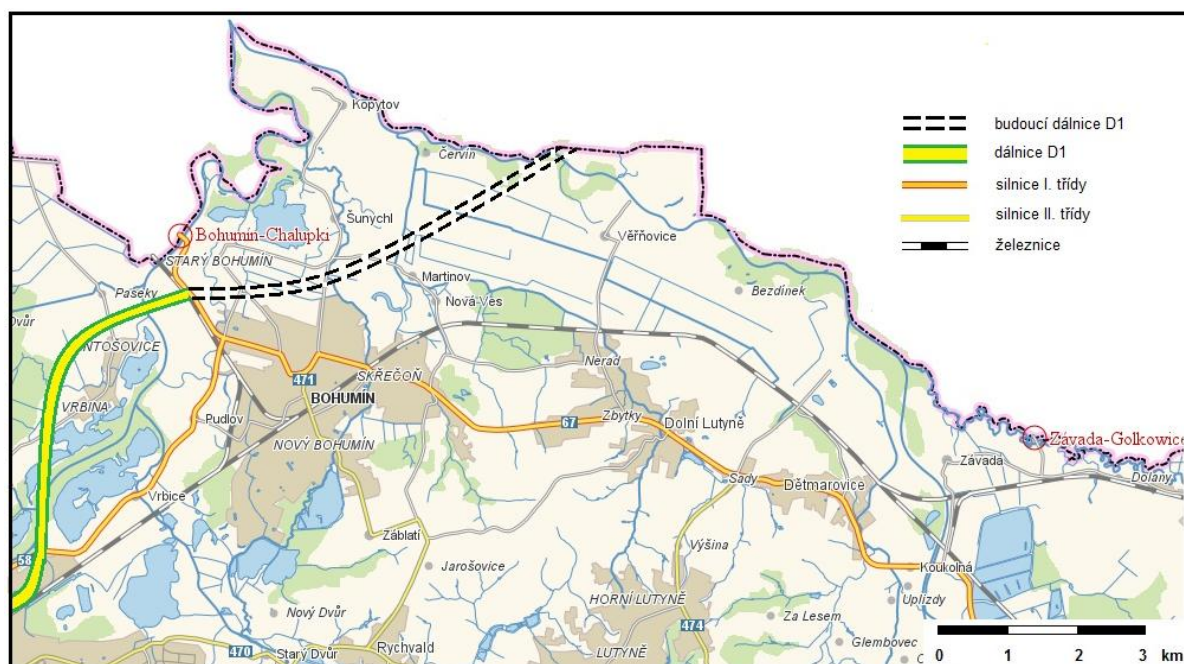 Kopytov
budoucí dálnice D1
dálnice D1
Červín
silnice I. třídy
Šunychl
silnice II. třídy
Bohumín-Chalupki
Věřňovice
železnice
STARÝ BOHUMÍN
Martinov
Paseky
Bezdínek
Nová-Ves
Dvůr
NTOŠOVICE
Nerad
SKŘEČOŇ
471
BOHUMÍN
VRBINA
Pudlov
Zbytky
67
Dolní Lutyně
Závada-Golkowice
NOVÝ BOHUMÍN
Závada
Sady
Dětmarovice
Dolany
Vrbice
Záblatí
Výšina
58
Jarošovice
Koukolná
HORNÍ LUTYNĚ
Uplízdy
Nový Dvůr
Za Lesem
474
Glembovec
Rychvald
470
Starý Dvůr
LUTYNĚ
0 1 2 3 km